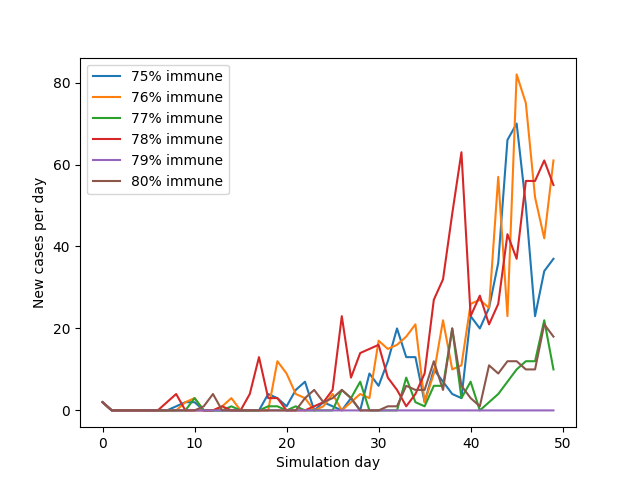 75% immune
76% immune
77% immune
78% immune
79% immune
80% immune
New cases per day
80
60
40
20
0
0 10 20 30 40 50
Simulation day